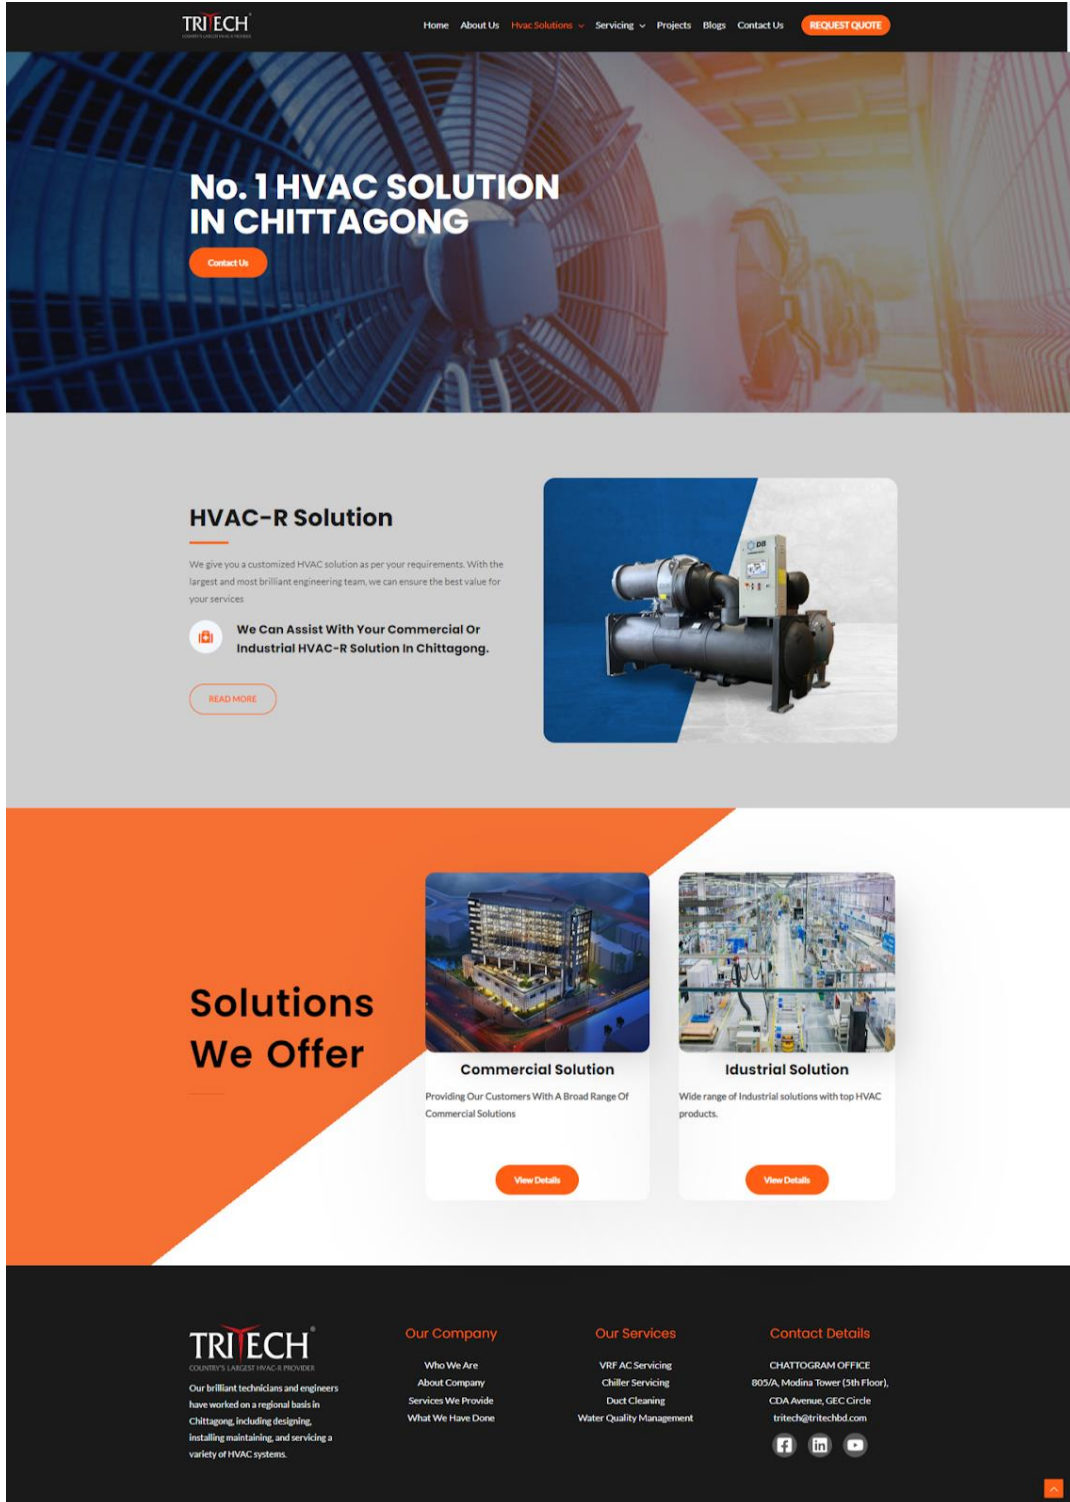 TRITECH
COUNTRY'S LARGEST HVAC-R PROVIDER
Home About Us Hvac Solutions Servicing Projects Blogs Contact Us REQUEST QUOTE
No. 1 HVAC SOLUTION
IN CHITTAGONG
Contact Us
HVAC-R Solution
We give you a customized HVAC solution as per your requirements. With the
largest and most brilliant engineering team, we can ensure the best value for
your services
We Can Assist With Your Commercial Or
Industrial HVAC-R Solution In Chittagong.
READ MORE
DB
Solutions
We Offer
Commercial Solution
Providing Our Customers With A Broad Range Of
Commercial Solutions
View Details
Idustrial Solution
Wide range of Industrial solutions with top HVAC
products.
View Details
TRITECH®
COUNTRY'S LARGEST HVAC-R PROVIDER
Our brilliant technicians and engineers
have worked on a regional basis in
Chittagong, including designing,
installing maintaining, and servicing a
variety of HVAC systems.
Our Company
Who We Are
About Company
Services We Provide
What We Have Done
Our Services
VRF AC Servicing
Chiller Servicing
Duct Cleaning
Water Quality Management
Contact Details
CHATTOGRAM OFFICE
805/A, Modina Tower (5th Floor),
CDA Avenue, GEC Circle
tritech@tritechbd.com